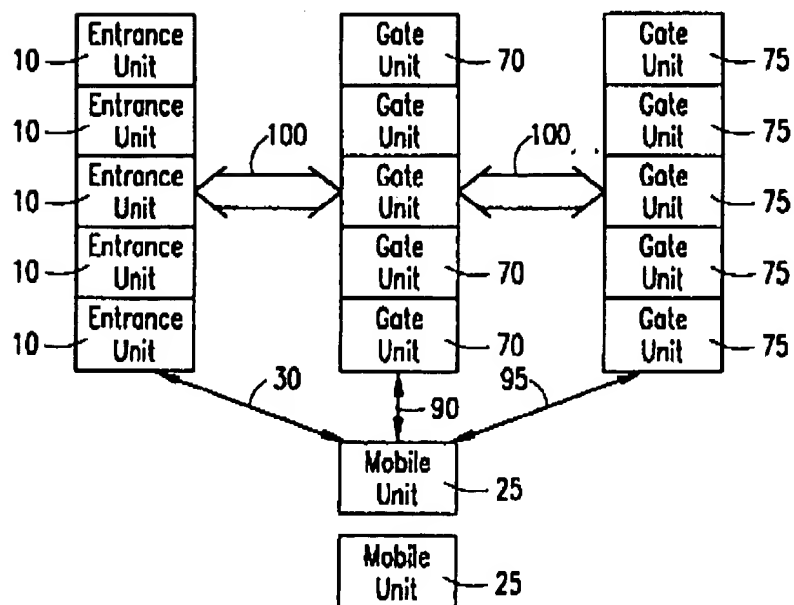 10 Entrance
Unit
10 Entrance
Unit
10 Entrance
Unit
10 Entrance
Unit
10 Entrance
Unit
100
Gate
Unit 70
Gate
Unit
Gate
Unit
Gate
Unit 70
Gate
Unit 70
100
Gate
Unit 75
Gate
Unit 75
Gate
Unit 75
Gate
Unit 75
Gate
Unit 75
30
90
95
Mobile
Unit 25
Mobile
Unit 25